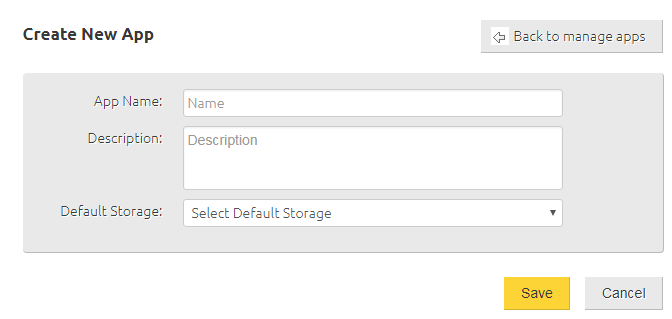 Create New App
Back to manage apps
App Name:
Name
Description:
Description
Default Storage:
Select Default Storage
Save
Cancel